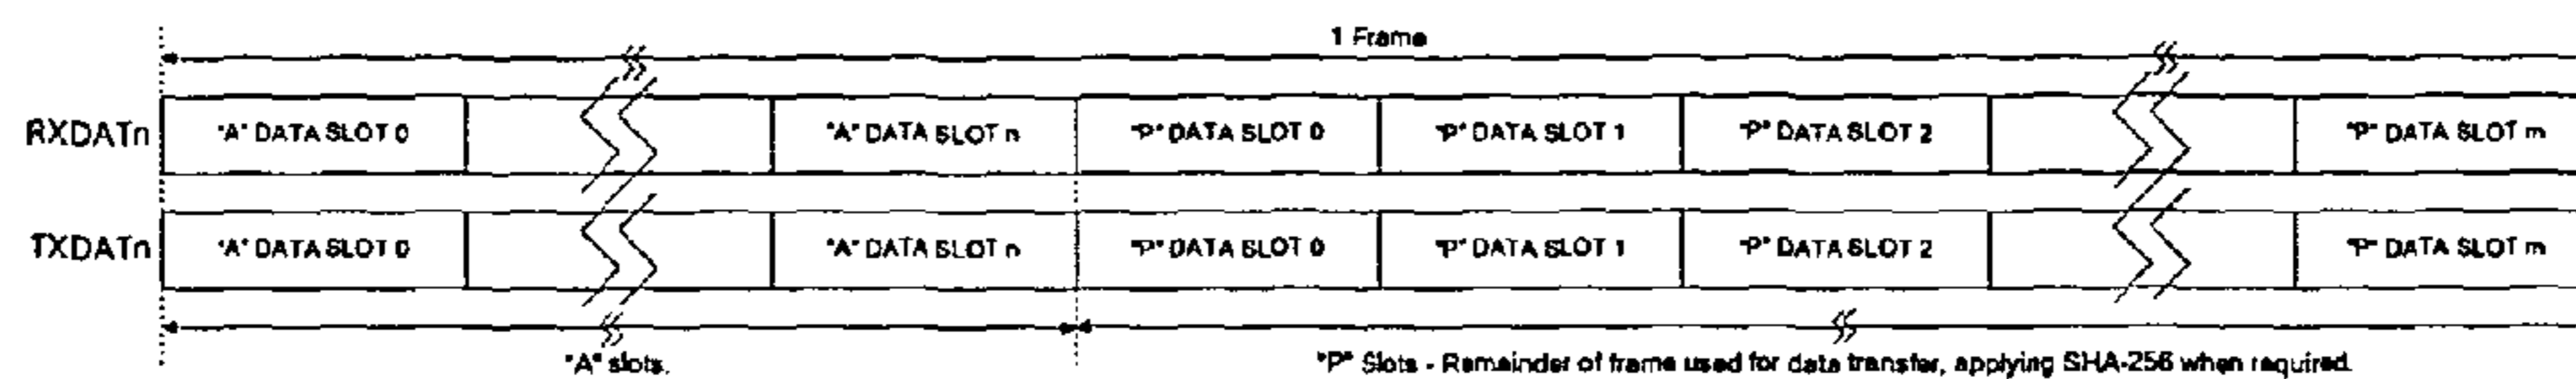 1 Frame
RXDATn "A" DATA SLOT 0 "A" DATA SLOT n "P" DATA SLOT 0 "P" DATA SLOT 1 "P" DATA SLOT 2 "P" DATA SLOT m
TXDATn "A" DATA SLOT 0 "A" DATA SLOT n "P" DATA SLOT 0 "P" DATA SLOT 1 "P" DATA SLOT 2 "P" DATA SLOT m
"A" slots. "P" Slots - Remainder of frame used for data transfer, applying SHA-256 when required.